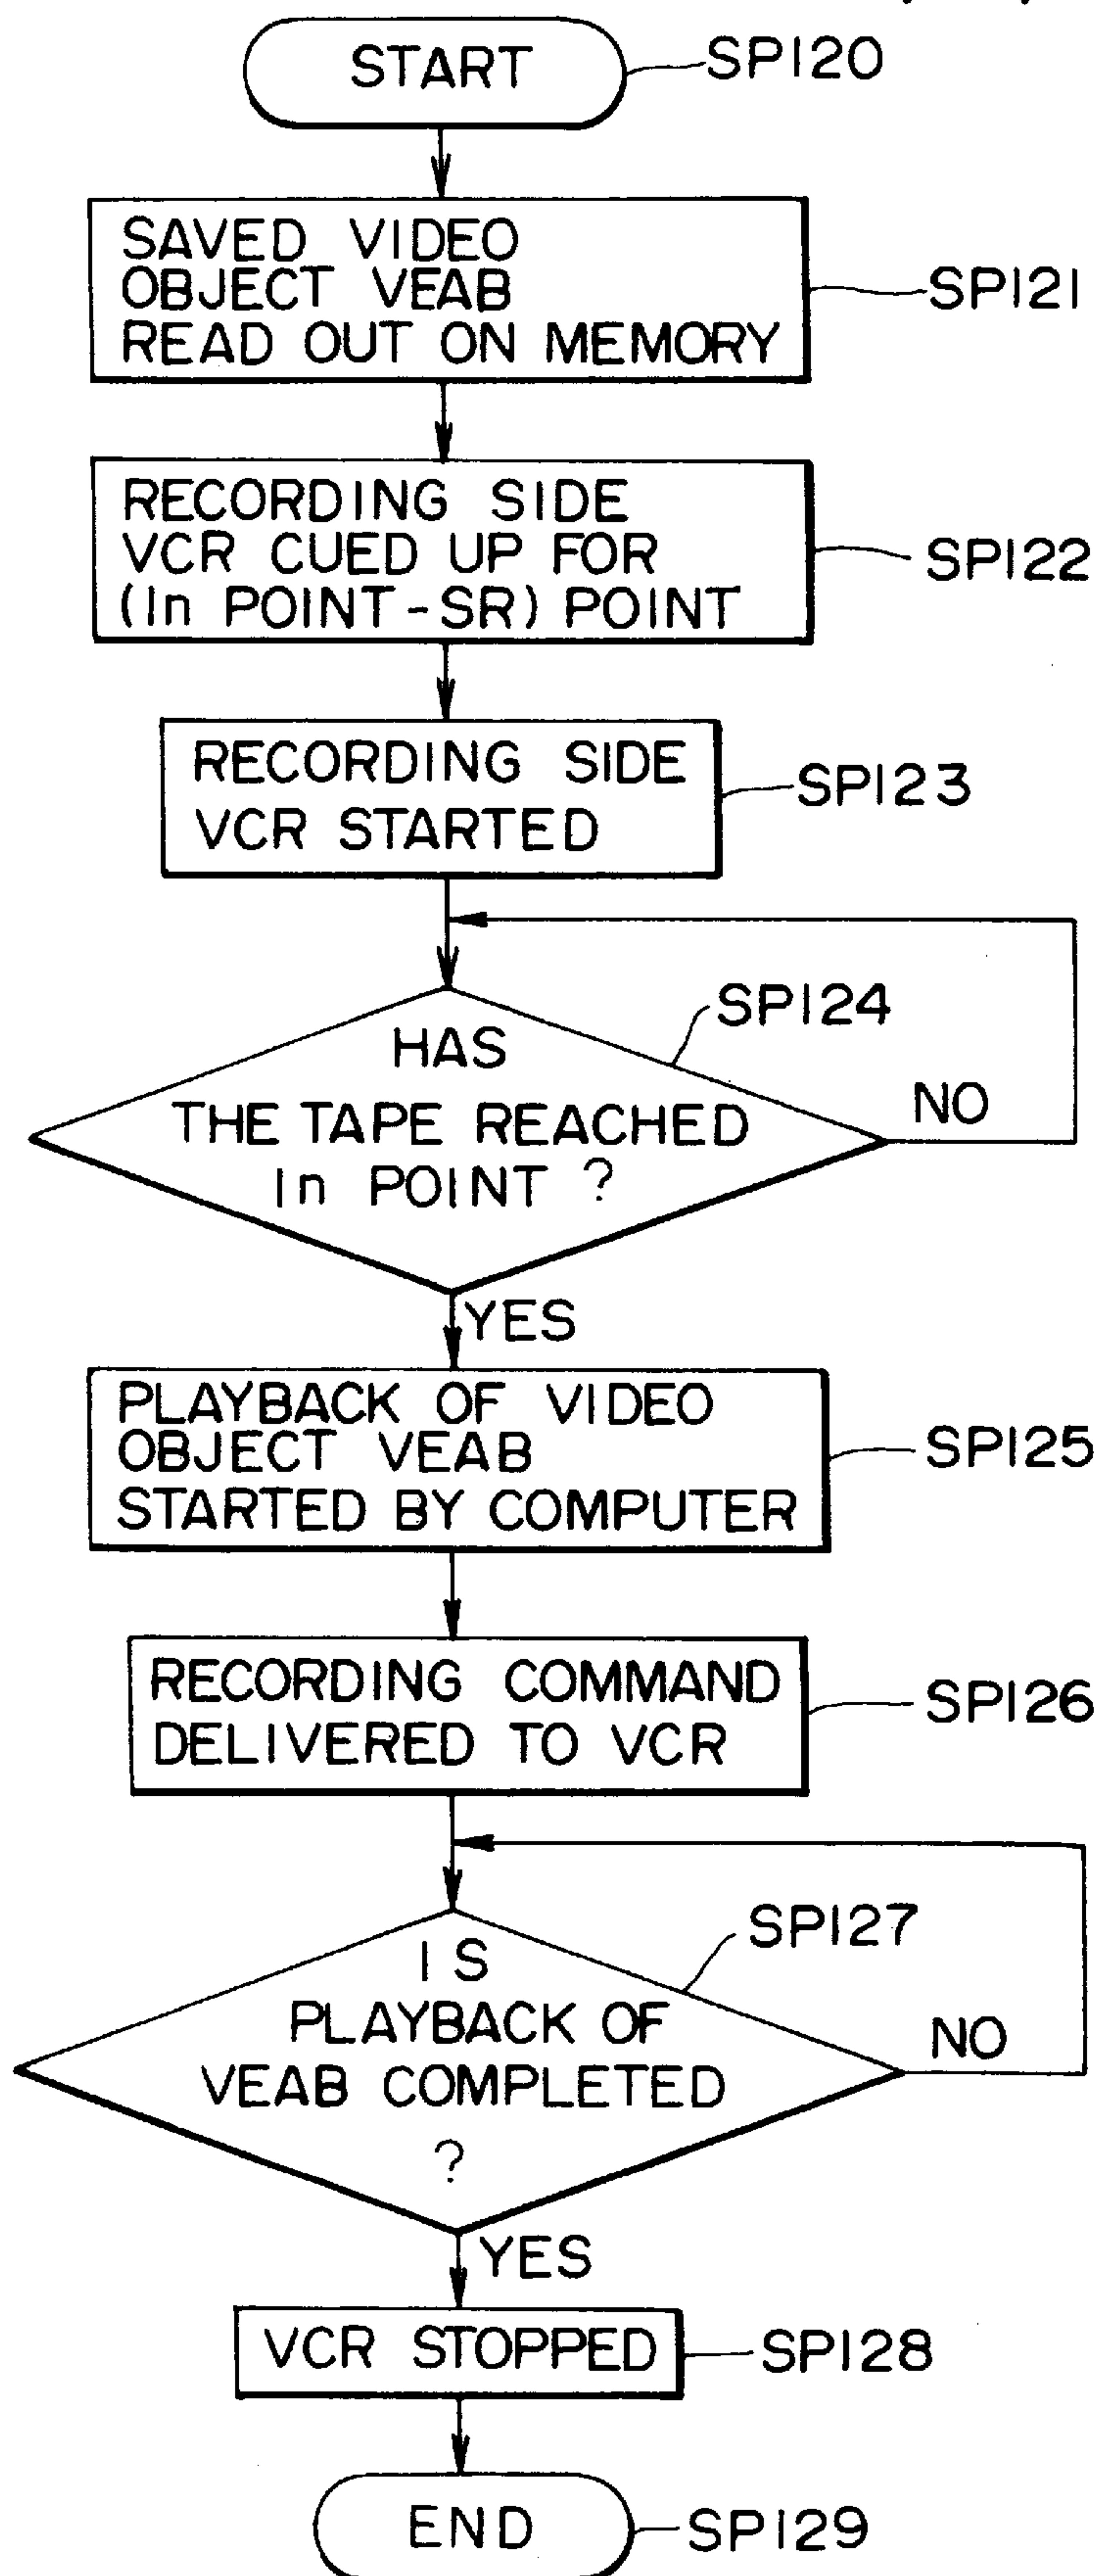 START
SP120
SAVED VIDEO
OBJECT VEAB
READ OUT ON MEMORY
SP121
RECORDING SIDE
VCR CUED UP FOR
(In POINT-SR) POINT
SP122
RECORDING SIDE
VCR STARTED
SP123
SP124
HAS
THE TAPE REACHED
In POINT ?
NO
YES
PLAYBACK OF VIDEO
OBJECT VEAB
STARTED BY COMPUTER
SP125
RECORDING COMMAND
DELIVERED TO VCR
SP126
SP127
IS
PLAYBACK OF
VEAB COMPLETED
?
NO
YES
VCR STOPPED
SP128
END
SP129